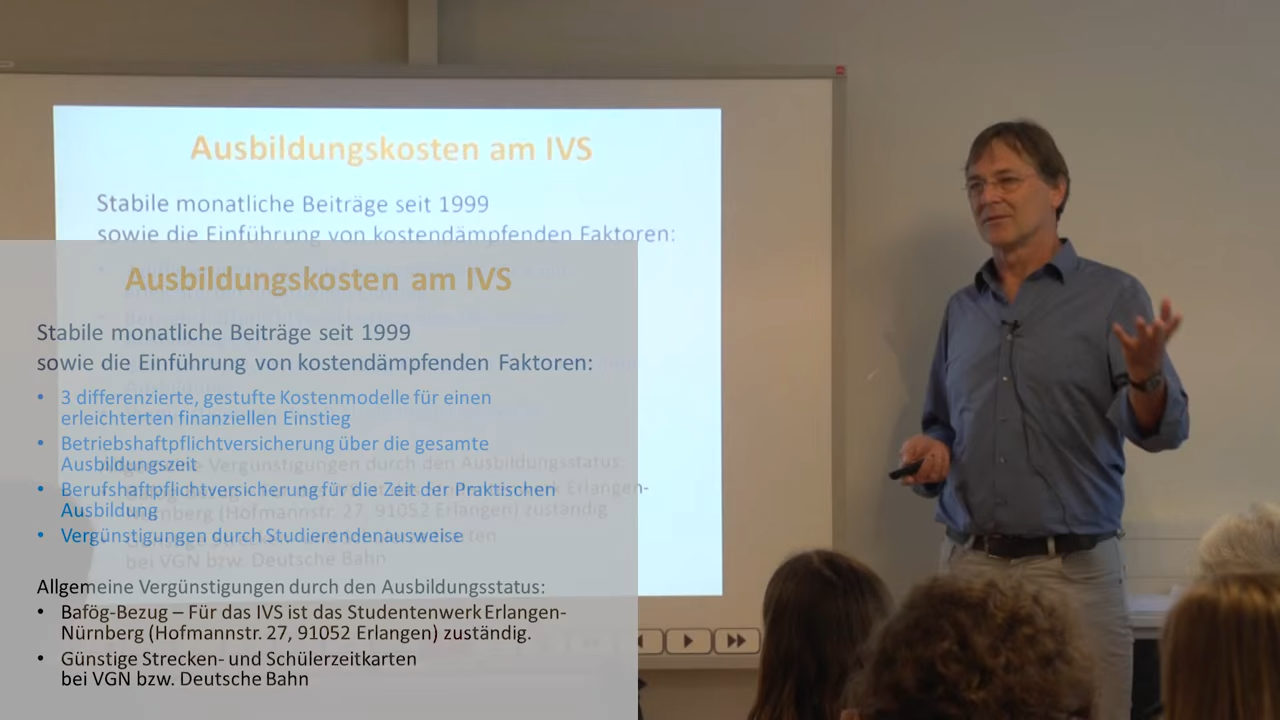 Ausbildungskosten am IVS
Stabile monatliche Beiträge seit 1999
sowie die Einführung von kostendämpfenden Faktoren:
Ausbildungskosten am IVS
Stabile monatliche Beiträge seit 1999
sowie die Einführung von kostendämpfenden Faktoren:
• 3 differenzierte, gestufte Kostenmodelle für einen
erleichterten finanziellen Einstieg
• Betriebshaftpflichtversicherung über die gesamte
Ausbildungszeit
• Berufshaftpflichtversicherung für die Zeit der Praktischen
Ausbildung
• Vergünstigungen durch Studierendenausweise
Allgemeine Vergünstigungen durch den Ausbildungsstatus:
• Bafög-Bezug – Für das IVS ist das Studentenwerk Erlangen-
Nürnberg (Hofmannstr. 27, 91052 Erlangen) zuständig.
• Günstige Strecken- und Schülerzeitkarten
bei VGN bzw. Deutsche Bahn